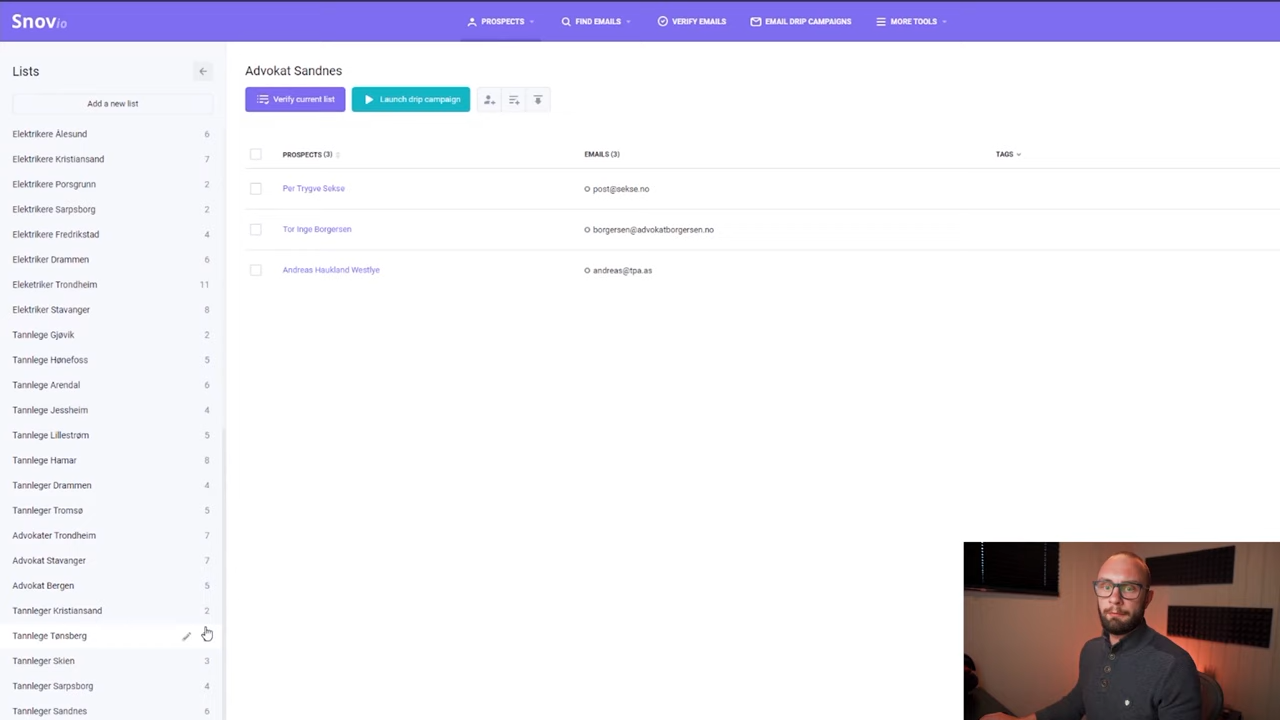 Snov.io
PROSPECTS
FIND EMAILS
VERIFY EMAILS
EMAIL DRIP CAMPAIGNS
MORE TOOLS
Lists
Add a new list
Elektrikere Ålesund 6
Elektrikere Kristiansand 7
Elektrikere Porsgrunn 2
Elektrikere Sarpsborg 2
Elektrikere Fredrikstad 4
Elektriker Drammen 6
Eleketriker Trondheim 11
Elektriker Stavanger 8
Tannlege Gjøvik 2
Tannlege Hønefoss 5
Tannlege Arendal 6
Tannlege Jessheim 4
Tannlege Lillestrøm 5
Tannlege Hamar 8
Tannleger Drammen 4
Tannleger Tromsø 5
Advokater Trondheim 7
Advokat Stavanger 7
Advokat Bergen 5
Tannleger Kristiansand 2
Tannlege Tønsberg
Tannleger Skien 3
Tannleger Sarpsborg 4
Tannleger Sandnes 6
Advokat Sandnes
Verify current list
Launch drip campaign
PROSPECTS (3)
EMAILS (3)
TAGS
Per Trygve Sekse
post@sekse.no
Tor Inge Borgersen
borgersen@advokatborgersen.no
Andreas Haukland Westlye
andreas@tpa.as